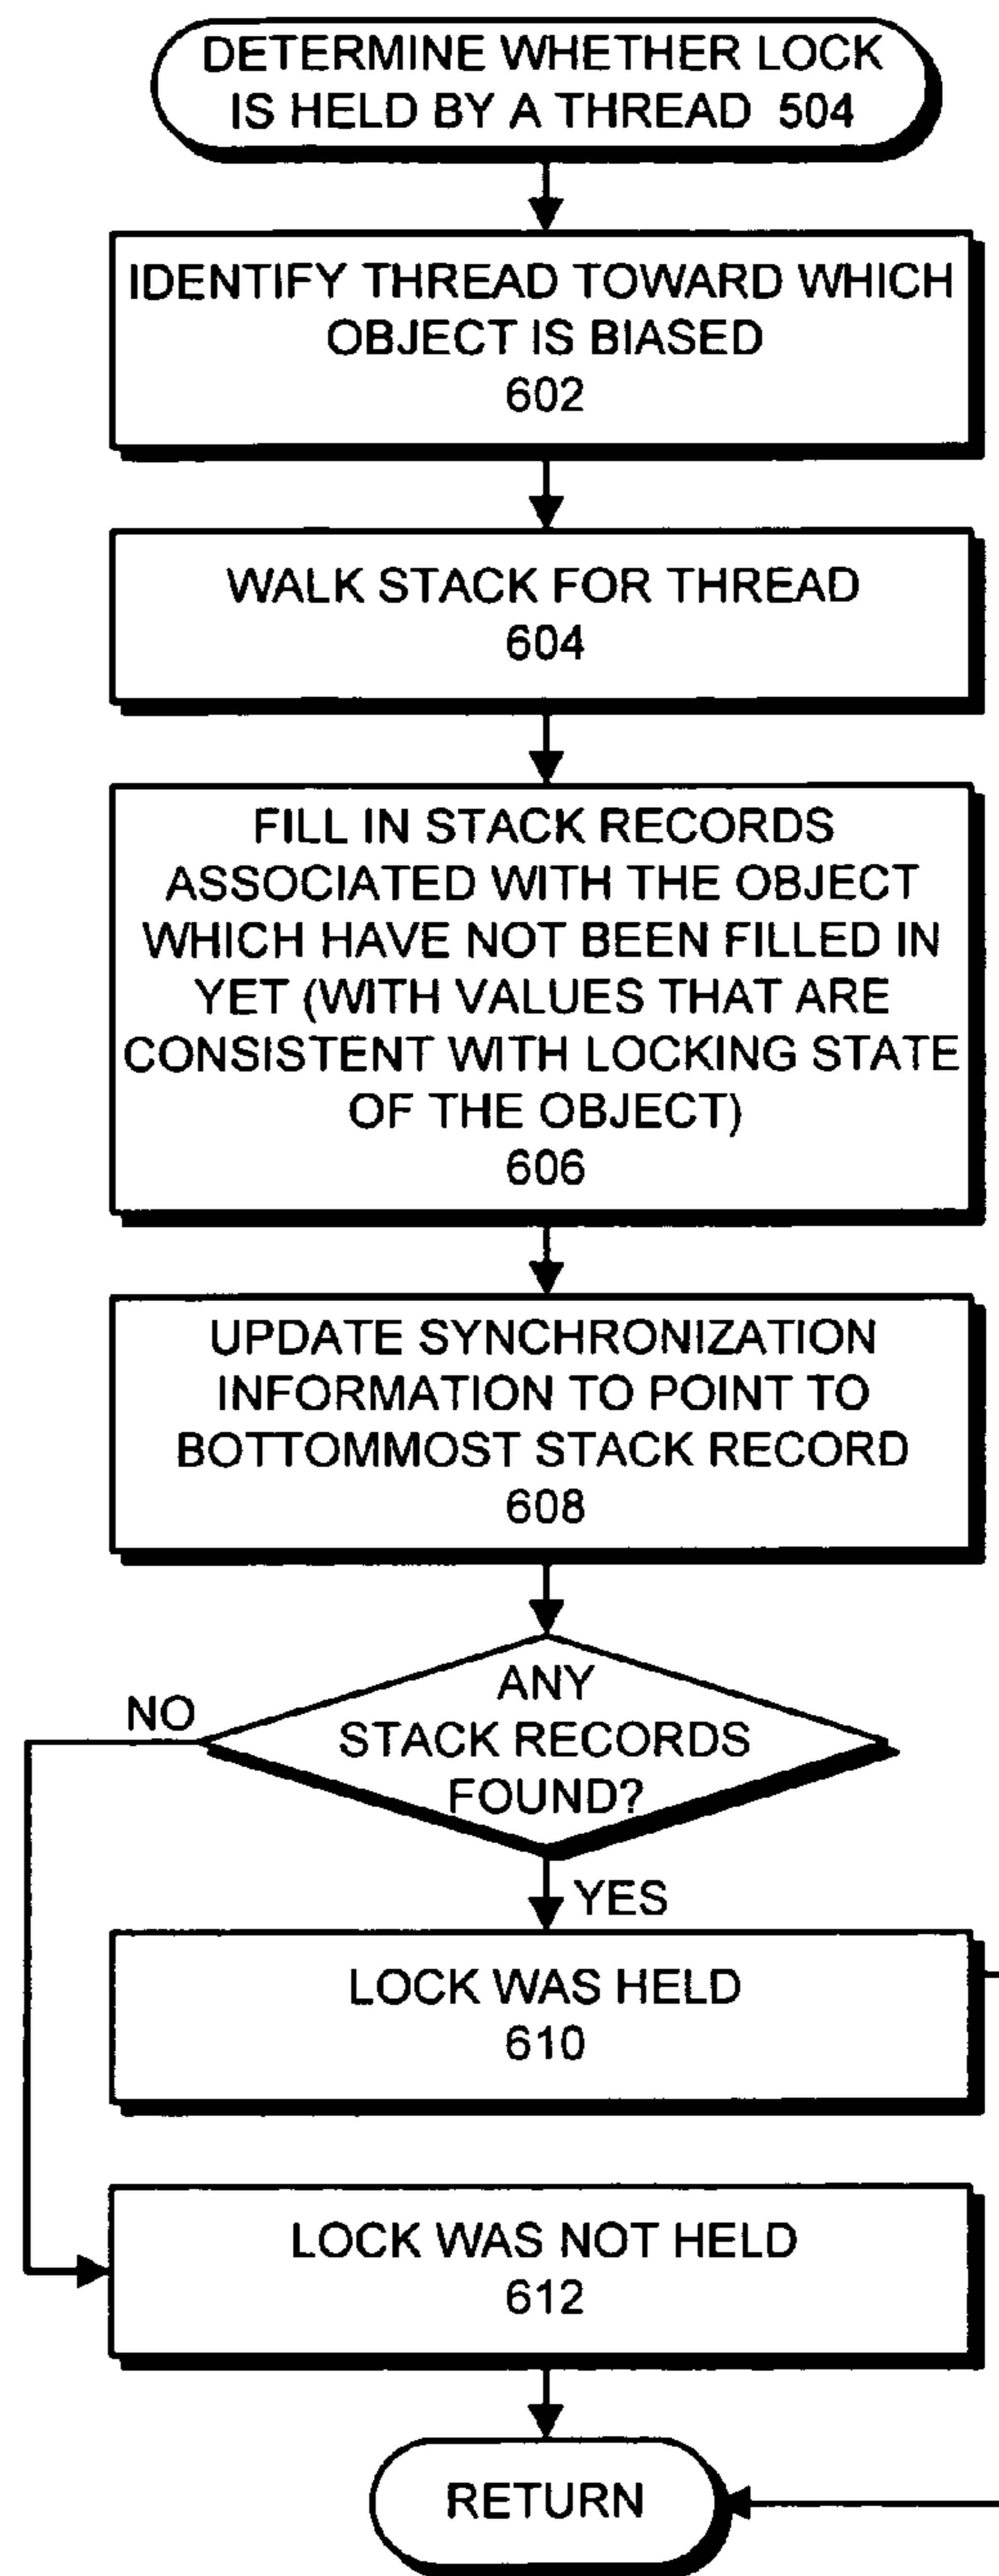 DETERMINE WHETHER LOCK
IS HELD BY A THREAD 504
IDENTIFY THREAD TOWARD WHICH
OBJECT IS BIASED
602
WALK STACK FOR THREAD
604
FILL IN STACK RECORDS
ASSOCIATED WITH THE OBJECT
WHICH HAVE NOT BEEN FILLED IN
YET (WITH VALUES THAT ARE
CONSISTENT WITH LOCKING STATE
OF THE OBJECT)
606
UPDATE SYNCHRONIZATION
INFORMATION TO POINT TO
BOTTOMMOST STACK RECORD
608
ANY
NO
STACK RECORDS
FOUND?
YES
LOCK WAS HELD
610
LOCK WAS NOT HELD
612
RETURN